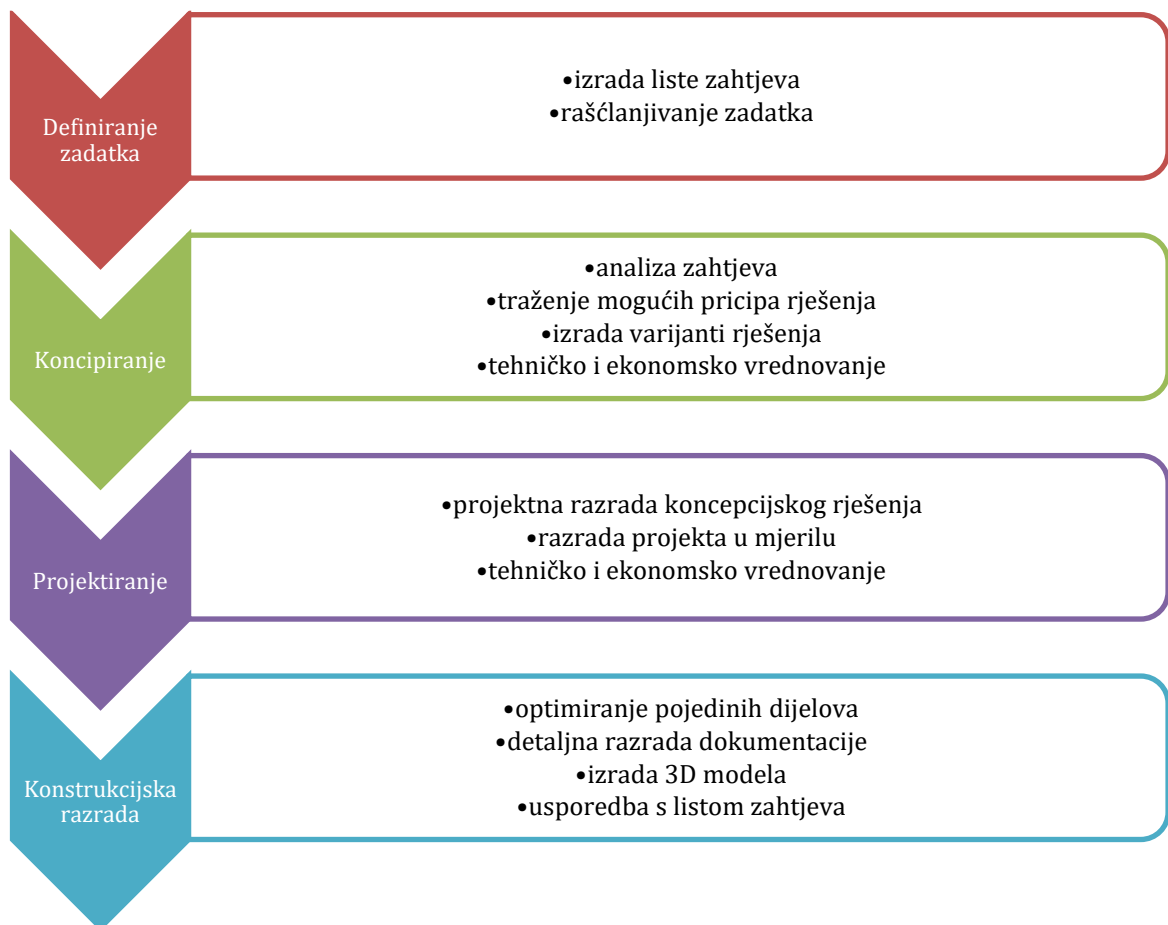 Definiranje
zadatka
•izrada liste zahtjeva
•rašćlanjivanje zadatka
Koncipiranje
•analiza zahtjeva
•traženje mogućih pricipa rješenja
•izrada varijanti rješenja
•tehničko i ekonomsko vrednovanje
Projektiranje
•projektna razrada koncepcijskog rješenja
•razrada projekta u mjerilu
•tehničko i ekonomsko vrednovanje
Konstrukcijska
razrada
•optimiranje pojedinih dijelova
•detaljna razrada dokumentacije
•izrada 3D modela
•usporedba s listom zahtjeva